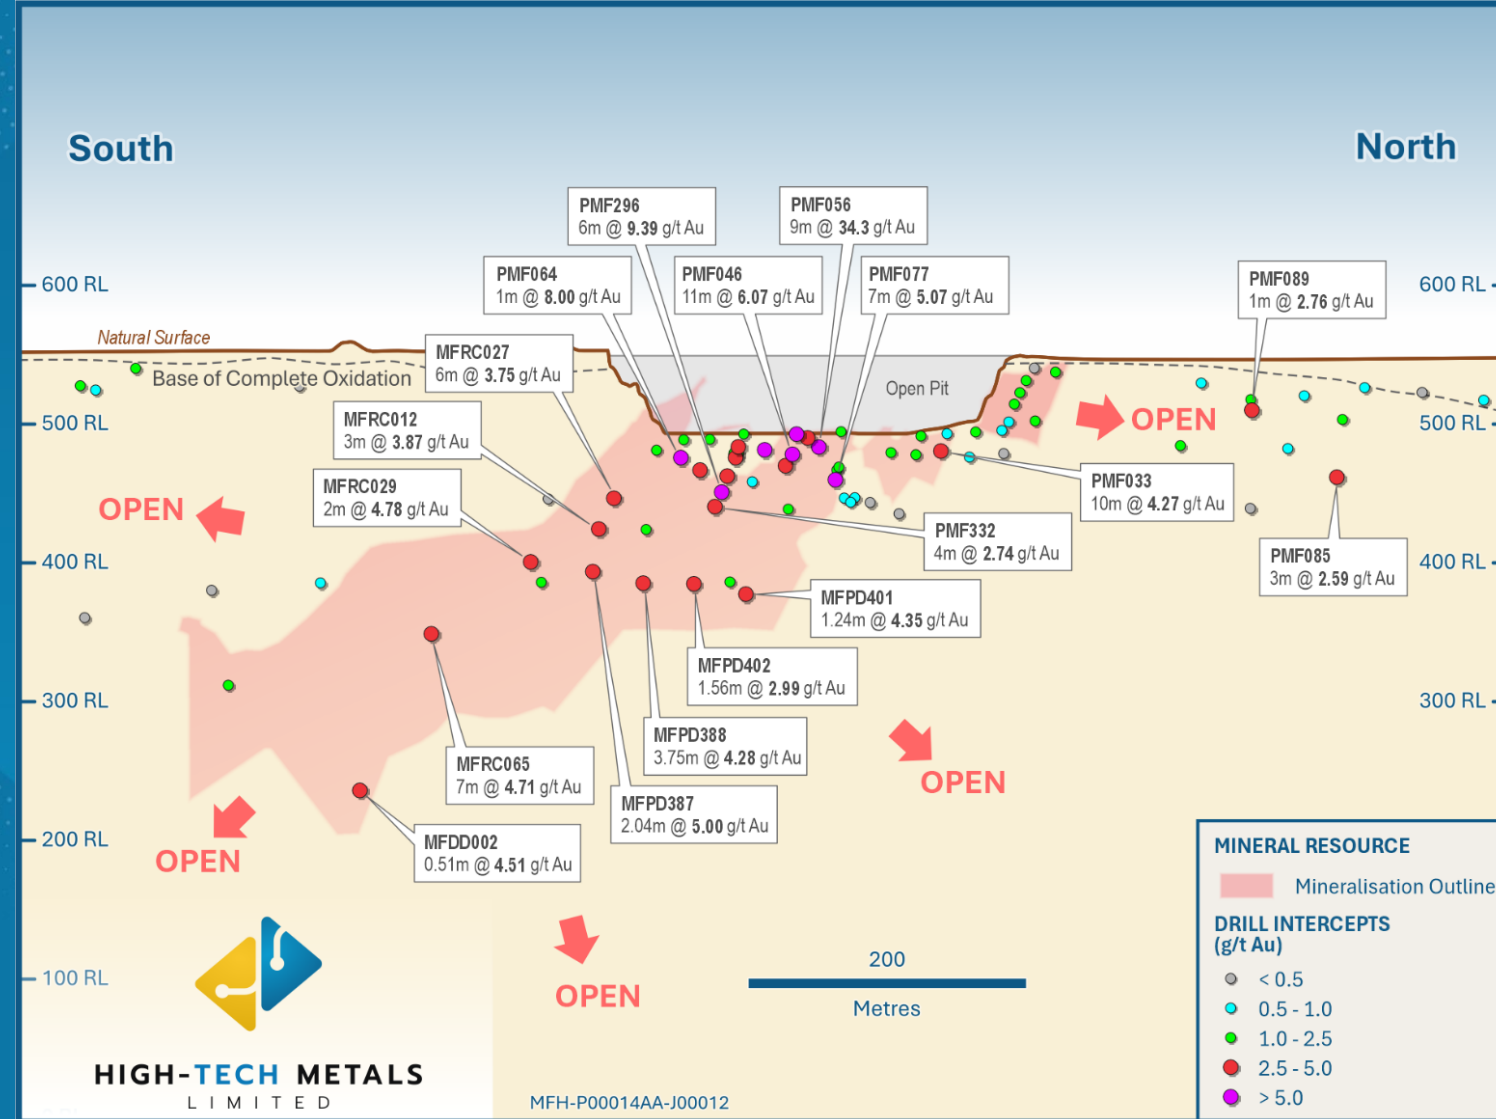 South
North
PMF296
6m @ 9.39 g/t Au
PMF056
9m @ 34.3 g/t Au
PMF064
1m @ 8.00 g/t Au
PMF046
11m @ 6.07 g/t Au
PMF077
7m @ 5.07 g/t Au
PMF089
1m @ 2.76 g/t Au
600 RL
600 RL
Natural Surface
MFRC027
6m @ 3.75 g/t Au
Base of Complete Oxidation
Open Pit
MFRC012
3m @ 3.87 g/t Au
500 RL
500 RL
OPEN
MFRC029
2m @ 4.78 g/t Au
OPEN
PMF033
10m @ 4.27 g/t Au
PMF332
4m @ 2.74 g/t Au
PMF085
3m @ 2.59 g/t Au
400 RL
400 RL
MFPD401
1.24m @ 4.35 g/t Au
MFPD402
1.56m @ 2.99 g/t Au
300 RL
300 RL
MFPD388
3.75m @ 4.28 g/t Au
MFRC065
7m @ 4.71 g/t Au
OPEN
MFPD387
2.04m @ 5.00 g/t Au
200 RL
MFDD002
0.51m @ 4.51 g/t Au
OPEN
100 RL
OPEN
200
Metres
MINERAL RESOURCE
Mineralisation Outline
DRILL INTERCEPTS
(g/t Au)
< 0.5
0.5 - 1.0
1.0 - 2.5
2.5 - 5.0
> 5.0
HIGH-TECH METALS
LIMITED
MFH-P00014AA-J00012